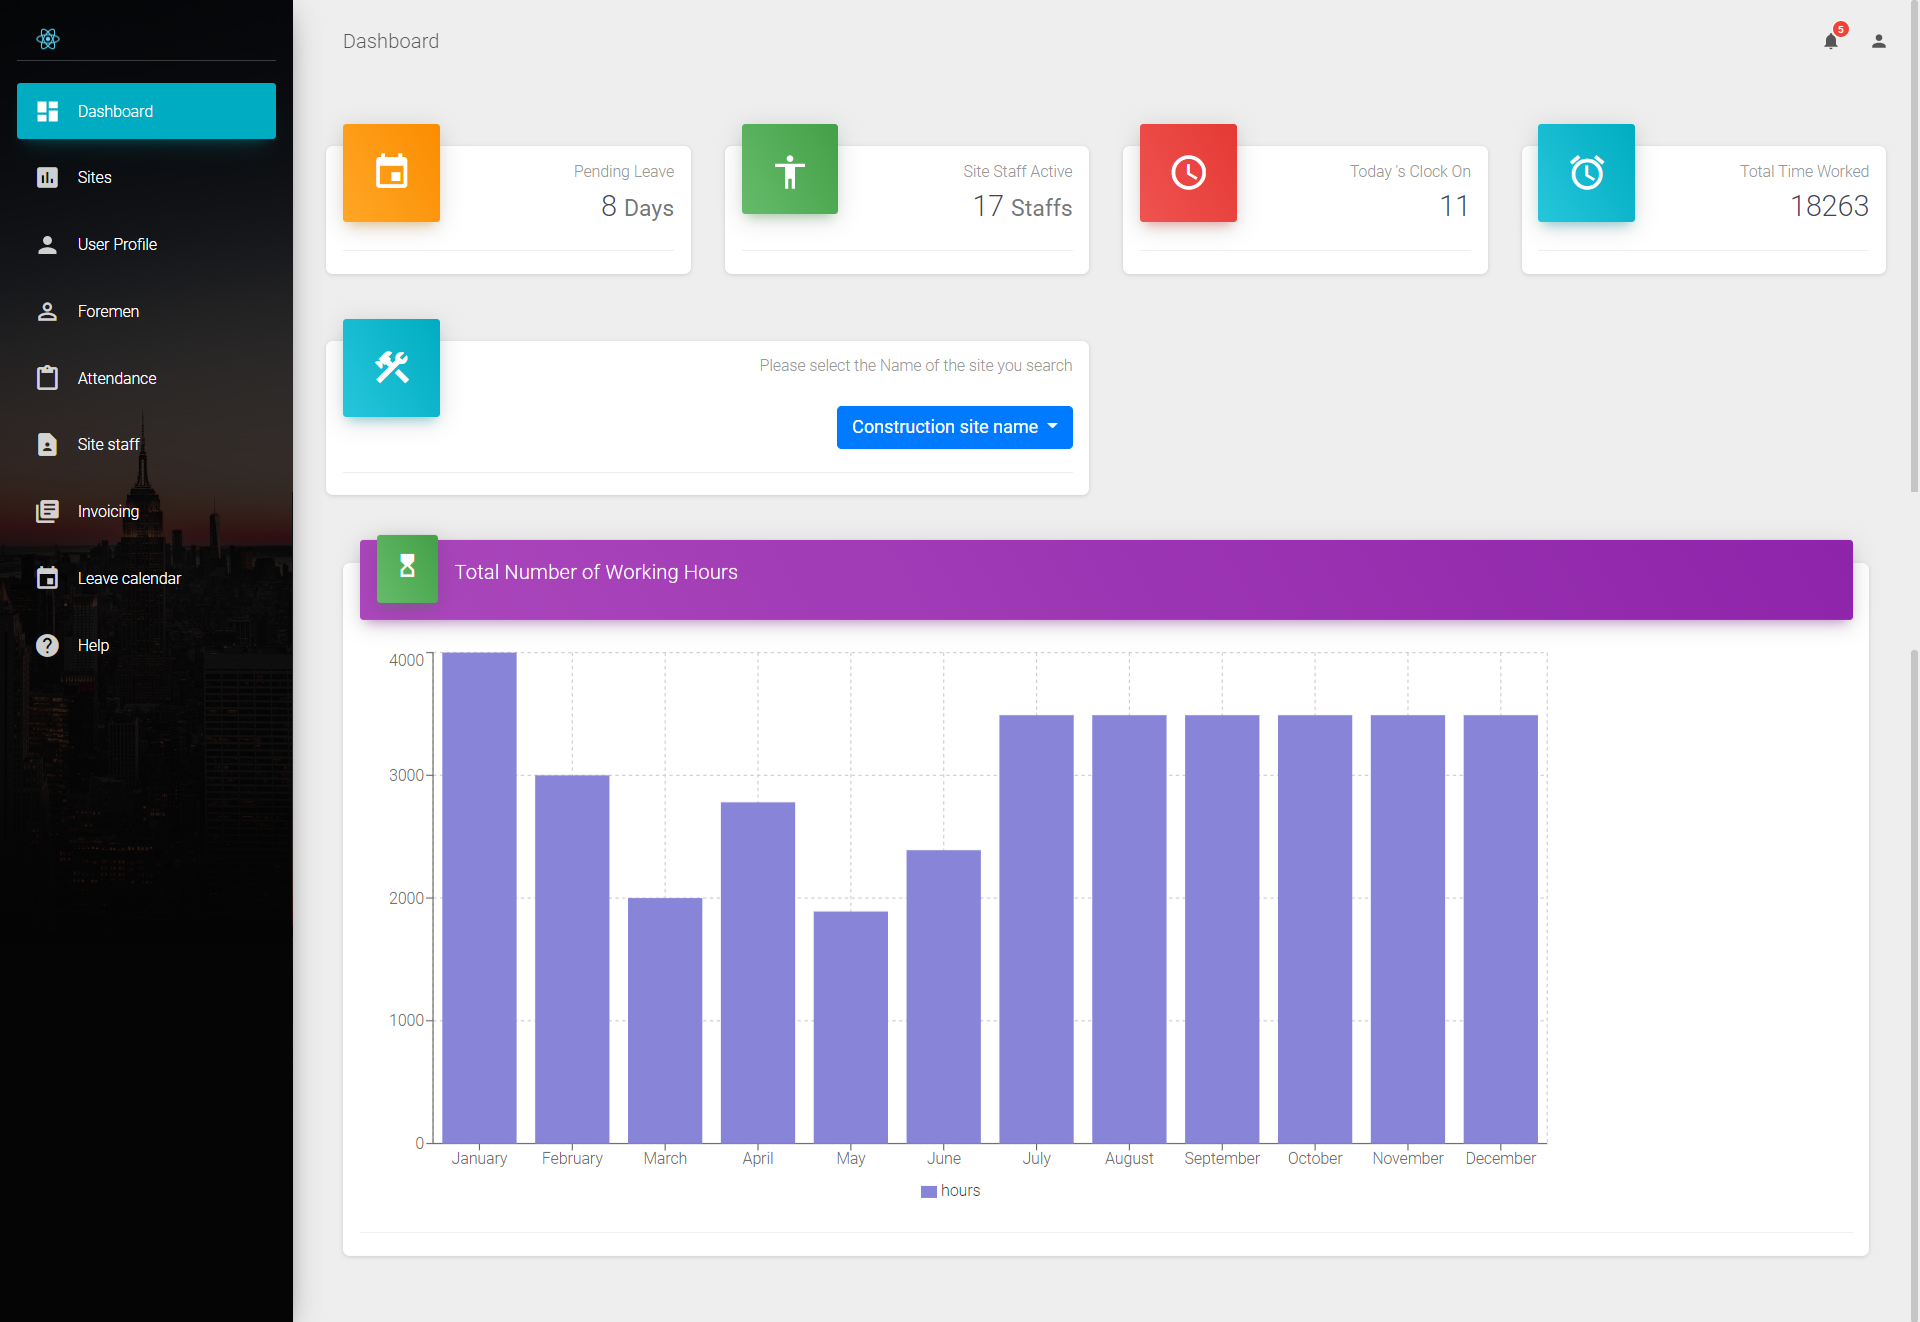 Dashboard
5
Dashboard
Sites
User Profile
Foremen
Attendance
Site staff
Invoicing
Leave calendar
Help
Pending Leave
8 Days
Site Staff Active
17 Staffs
Today 's Clock On
11
Total Time Worked
18263
Please select the Name of the site you search
Construction site name
Total Number of Working Hours
4000
3000
2000
1000
0
January February March April May June July August September October November December
hours